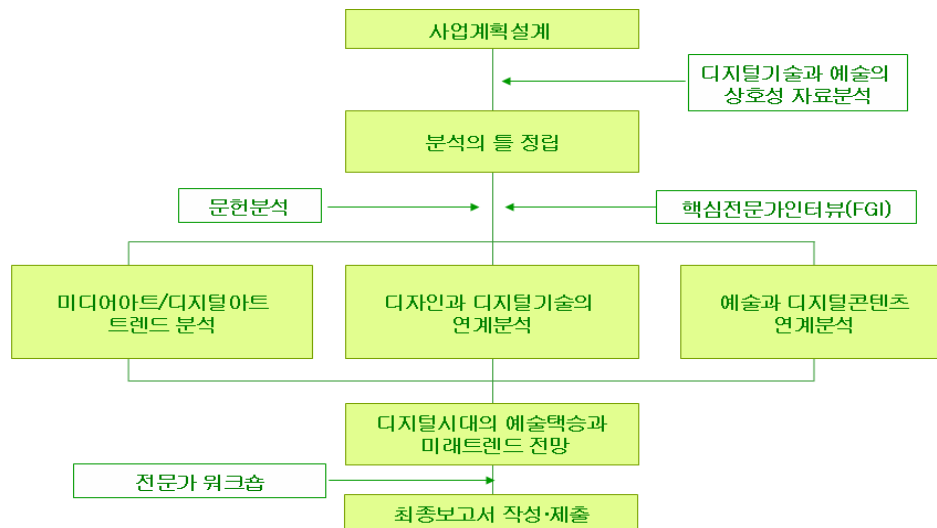 사업계획설계
디지털기술과 예술의
상호성 자료분석
분석의 틀 정립
문헌분석
핵심전문가인터뷰(FGI)
미디어아트/디지털아트
트렌드 분석
디자인과 디지털기술의
연계분석
예술과 디지털콘텐츠
연계분석
디지털시대의 예술택승과
미래트렌드 전망
전문가 워크숍
최종보고서 작성·제출